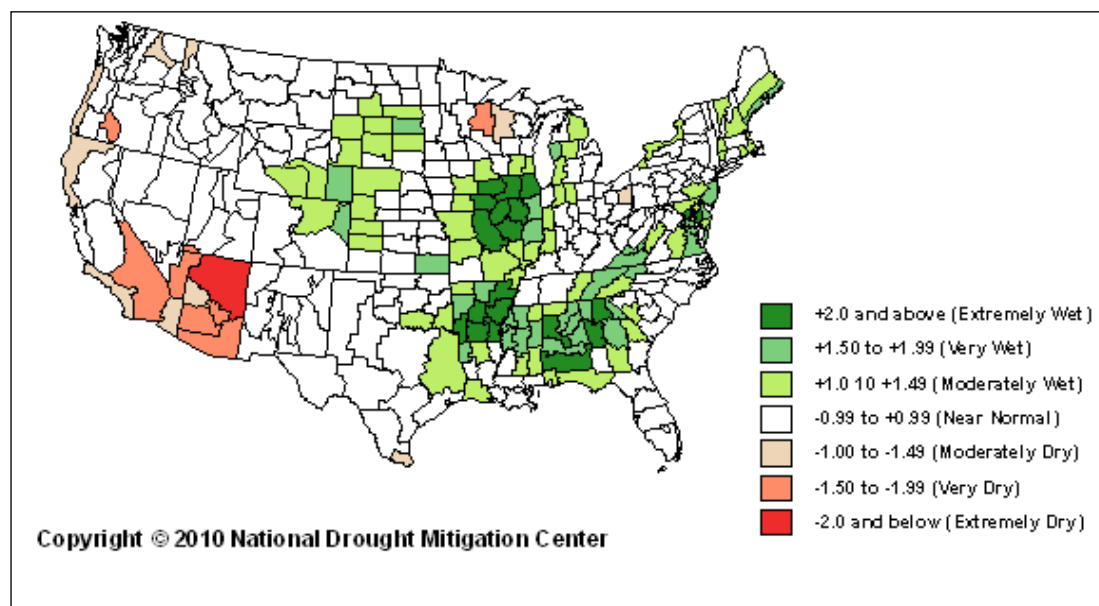 +2.0 and above (Extremely Wet)
+1.50 to +1.99 (Very Wet)
+1.0 10 +1.49 (Moderately Wet)
-0.99 to +0.99 (Near Normal)
-1.00 to -1.49 (Moderately Dry)
-1.50 to -1.99 (Very Dry)
-2.0 and below (Extremely Dry)
Copyright © 2010 National Drought Mitigation Center